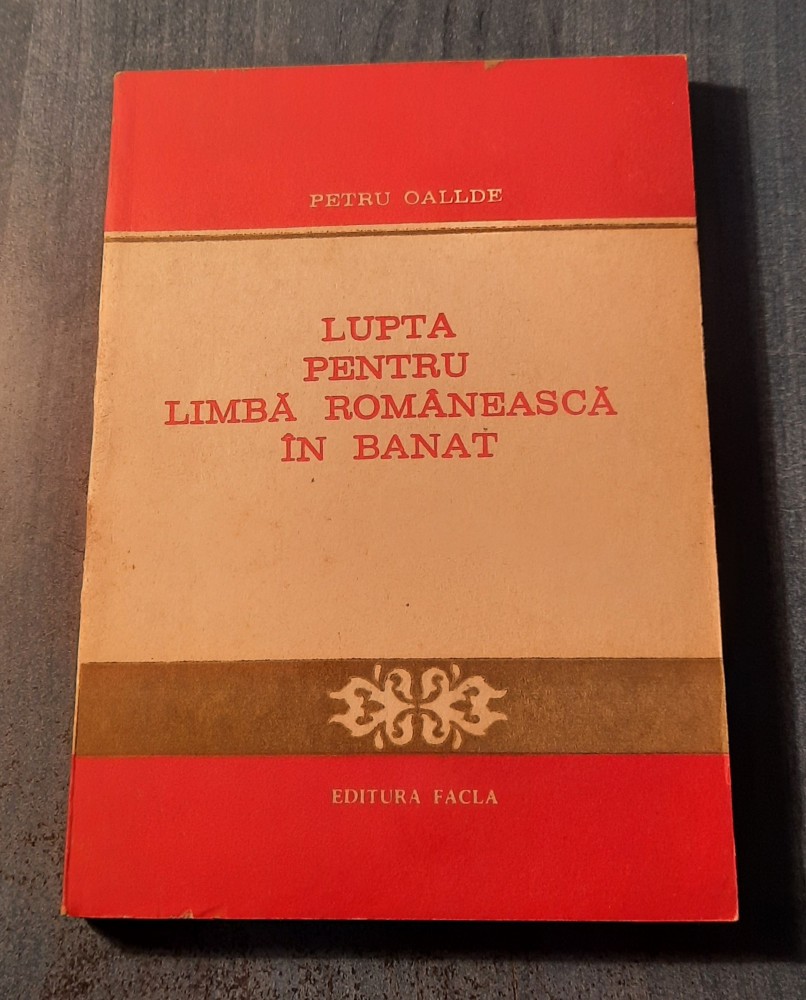 PETRU OALLDE
LUPTA
PENTRU
LIMBĂ ROMÂNEASCĂ
ÎN BANAT
EDITURA FACLA